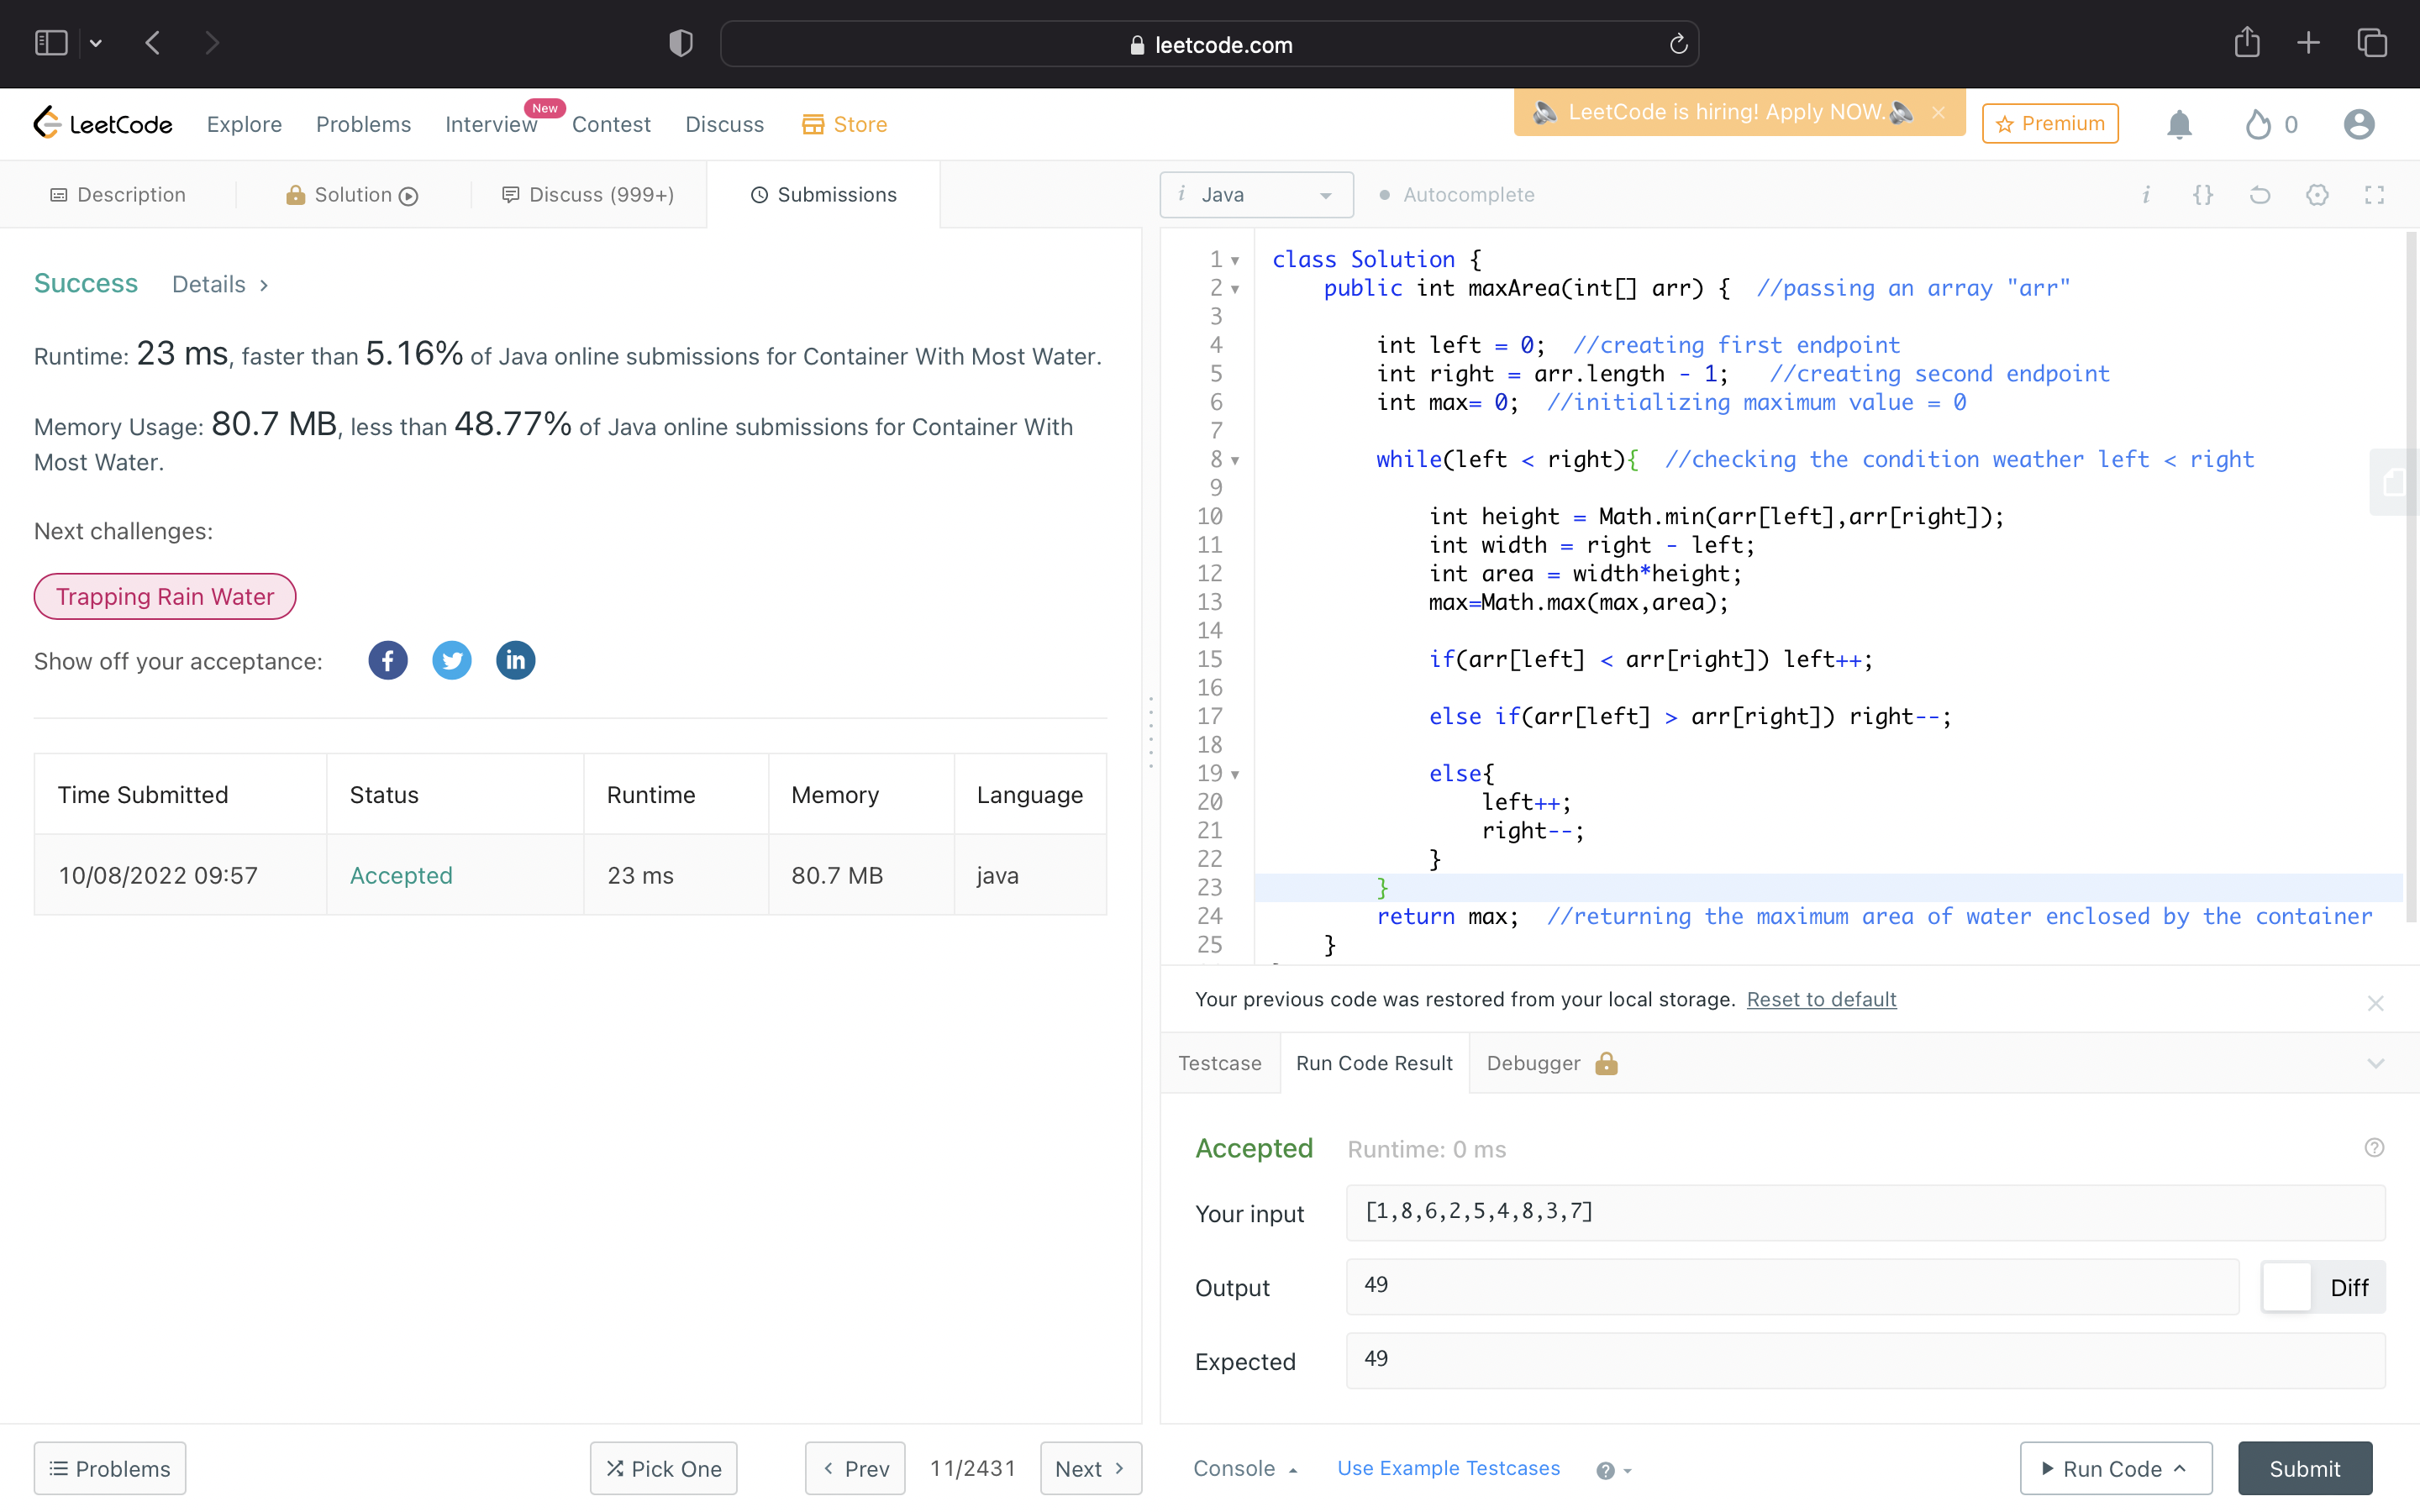 leetcode.com
LeetCode Explore Problems Interview New Contest Discuss Store LeetCode is hiring! Apply NOW. Premium 0
Description Solution Discuss (999+) Submissions
i Java Autocomplete i {}
Success Details >
Runtime: 23 ms, faster than 5.16% of Java online submissions for Container With Most Water.
Memory Usage: 80.7 MB, less than 48.77% of Java online submissions for Container With
Most Water.
Next challenges:
Trapping Rain Water
Show off your acceptance:
Time Submitted Status Runtime Memory Language
10/08/2022 09:57 Accepted 23 ms 80.7 MB java
1 class Solution {
2 public int maxArea(int[] arr) { //passing an array "arr"
3
4 int left = 0; //creating first endpoint
5 int right = arr.length - 1; //creating second endpoint
6 int max= 0; //initializing maximum value = 0
7
8 while(left < right){ //checking the condition weather left < right
9
10 int height = Math.min(arr[left],arr[right]);
11 int width = right - left;
12 int area = width*height;
13 max=Math.max(max,area);
14
15 if(arr[left] < arr[right]) left++;
16
17 else if(arr[left] > arr[right]) right--;
18
19 else{
20 left++;
21 right--;
22 }
23 }
24 return max; //returning the maximum area of water enclosed by the container
25 }
Your previous code was restored from your local storage. Reset to default
Testcase Run Code Result Debugger
Accepted Runtime: 0 ms
Your input [1,8,6,2,5,4,8,3,7]
Output 49 Diff
Expected 49
Problems Pick One < Prev 11/2431 Next > Console Use Example Testcases ? Run Code Submit